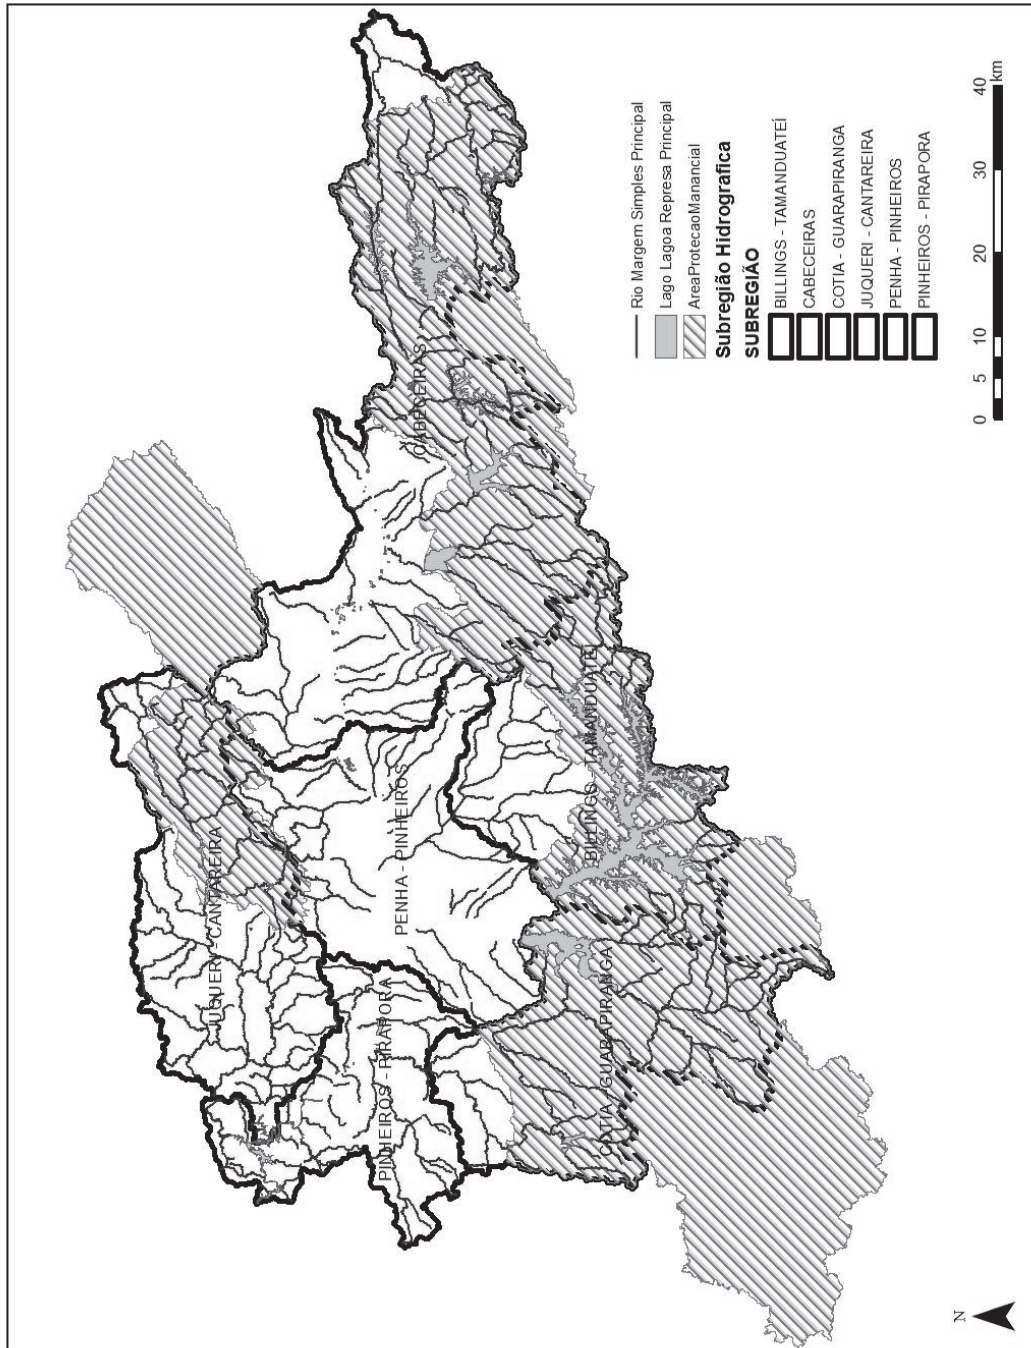 JUQUERI - CANTAREIRA
PINHEIROS - PIRAPORA
PENHA - PINHEIROS
CABECEIRAS
COTIA - GUARAPIRANGA
BILLINGS - TAMANDUATEÍ
Rio Margem Simples Principal
Lago Lagoa Represa Principal
AreaProtecaoManancial
Subregião Hidrografica
SUBREGIÃO
BILLINGS - TAMANDUATEÍ
CABECEIRAS
COTIA - GUARAPIRANGA
JUQUERI - CANTAREIRA
PENHA - PINHEIROS
PINHEIROS - PIRAPORA
0 5 10 20 30 40
km
N